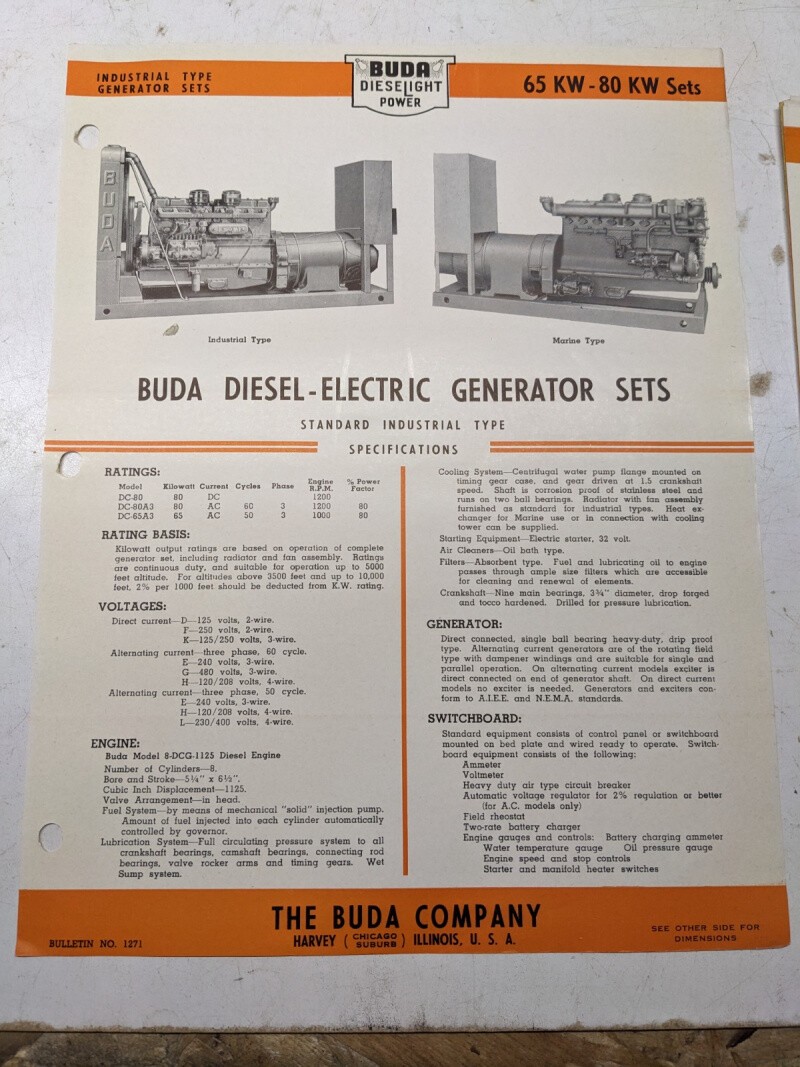 INDUSTRIAL TYPE
GENERATOR SETS
BUDA
DIESELIGHT
POWER
65 KW - 80 KW Sets
BUDA
Industrial Type
Marine Type
BUDA DIESEL-ELECTRIC GENERATOR SETS
STANDARD INDUSTRIAL TYPE
SPECIFICATIONS
RATINGS:
Model Kilowatt Current Cycles Phase Engine R.P.M. % Power Factor
DC-80 80 DC 1200
DC-80A3 80 AC 60 3 1200 80
DC-65A3 65 AC 50 3 1000 80
RATING BASIS:
Kilowatt output ratings are based on operation of complete
generator set, including radiator and fan assembly. Ratings
are continuous duty, and suitable for operation up to 5000
feet altitude. For altitudes above 3500 feet and up to 10,000
feet, 2% per 1000 feet should be deducted from K.W. rating.
VOLTAGES:
Direct current—D—125 volts, 2-wire.
F—250 volts, 2-wire.
K—125/250 volts, 3-wire.
Alternating current—three phase, 60 cycle.
E—240 volts, 3-wire.
G—480 volts, 3-wire.
H—120/208 volts, 4-wire.
Alternating current—three phase, 50 cycle.
E—240 volts, 3-wire.
H—120/208 volts, 4-wire.
L—230/400 volts, 4-wire.
ENGINE:
Buda Model 8-DCG-1125 Diesel Engine
Number of Cylinders—8.
Bore and Stroke—5¼" x 6½".
Cubic Inch Displacement—1125.
Valve Arrangement—in head.
Fuel System—by means of mechanical "solid" injection pump.
Amount of fuel injected into each cylinder automatically
controlled by governor.
Lubrication System—Full circulating pressure system to all
crankshaft bearings, camshaft bearings, connecting rod
bearings, valve rocker arms and timing gears. Wet
Sump system.
Cooling System—Centrifugal water pump flange mounted on
timing gear case, and gear driven at 1.5 crankshaft
speed. Shaft is corrosion proof of stainless steel and
runs on two ball bearings. Radiator with fan assembly
furnished as standard for industrial types. Heat ex-
changer for Marine use or in connection with cooling
tower can be supplied.
Starting Equipment—Electric starter, 32 volt.
Air Cleaners—Oil bath type.
Filters—Absorbent type. Fuel and lubricating oil to engine
passes through ample size filters which are accessible
for cleaning and renewal of elements.
Crankshaft—Nine main bearings, 3¾" diameter, drop forged
and tocco hardened. Drilled for pressure lubrication.
GENERATOR:
Direct connected, single ball bearing heavy-duty, drip proof
type. Alternating current generators are of the rotating field
type with dampener windings and are suitable for single and
parallel operation. On alternating current models exciter is
direct connected on end of generator shaft. On direct current
models no exciter is needed. Generators and exciters con-
form to A.I.E.E. and N.E.M.A. standards.
SWITCHBOARD:
Standard equipment consists of control panel or switchboard
mounted on bed plate and wired ready to operate. Switch-
board equipment consists of the following:
Ammeter
Voltmeter
Heavy duty air type circuit breaker
Automatic voltage regulator for 2% regulation or better
(for A.C. models only)
Field rheostat
Two-rate battery charger
Engine gauges and controls: Battery charging ammeter
Water temperature gauge Oil pressure gauge
Engine speed and stop controls
Starter and manifold heater switches
THE BUDA COMPANY
HARVEY ( CHICAGO SUBURB ) ILLINOIS, U. S. A.
BULLETIN NO. 1271
SEE OTHER SIDE FOR
DIMENSIONS